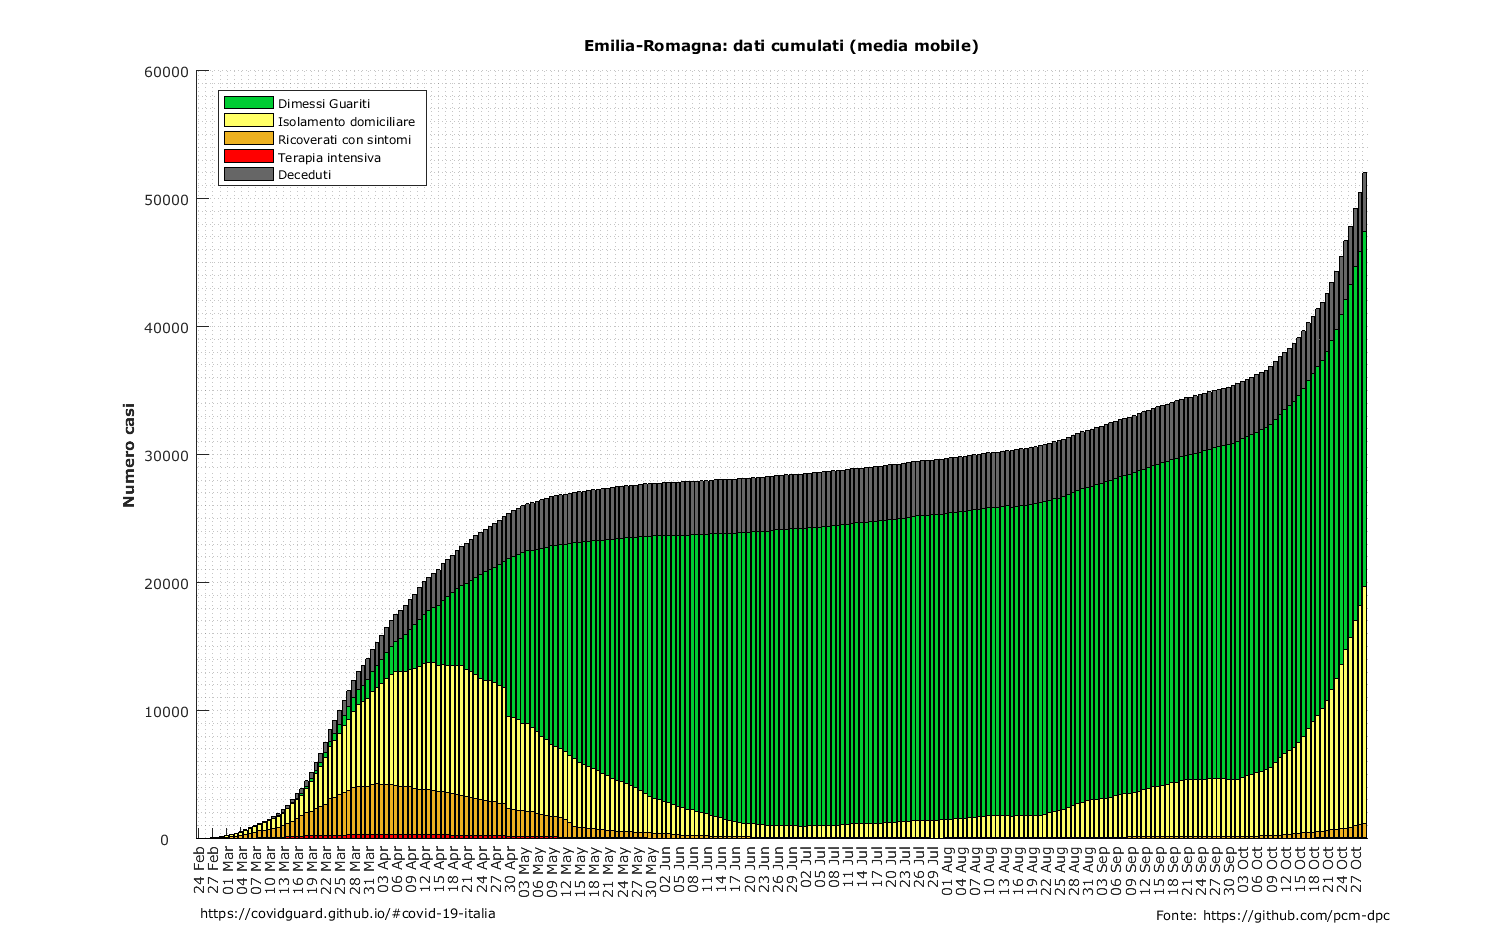 Emilia-Romagna: dati cumulati (media mobile)
60000
50000
40000
30000
20000
10000
0
Numero casi
Dimessi Guariti
Isolamento domiciliare
Ricoverati con sintomi
Terapia intensiva
Deceduti
24 Feb
27 Feb
01 Mar
04 Mar
07 Mar
10 Mar
13 Mar
16 Mar
19 Mar
22 Mar
25 Mar
28 Mar
31 Mar
03 Apr
06 Apr
09 Apr
12 Apr
15 Apr
18 Apr
21 Apr
24 Apr
27 Apr
30 Apr
03 May
06 May
09 May
12 May
15 May
18 May
21 May
24 May
27 May
30 May
02 Jun
05 Jun
08 Jun
11 Jun
14 Jun
17 Jun
20 Jun
23 Jun
26 Jun
29 Jun
02 Jul
05 Jul
08 Jul
11 Jul
14 Jul
17 Jul
20 Jul
23 Jul
26 Jul
29 Jul
01 Aug
04 Aug
07 Aug
10 Aug
13 Aug
16 Aug
19 Aug
22 Aug
25 Aug
28 Aug
31 Aug
03 Sep
06 Sep
09 Sep
12 Sep
15 Sep
18 Sep
21 Sep
24 Sep
27 Sep
30 Sep
03 Oct
06 Oct
09 Oct
12 Oct
15 Oct
18 Oct
21 Oct
24 Oct
27 Oct
https://covidguard.github.io/#covid-19-italia
Fonte: https://github.com/pcm-dpc